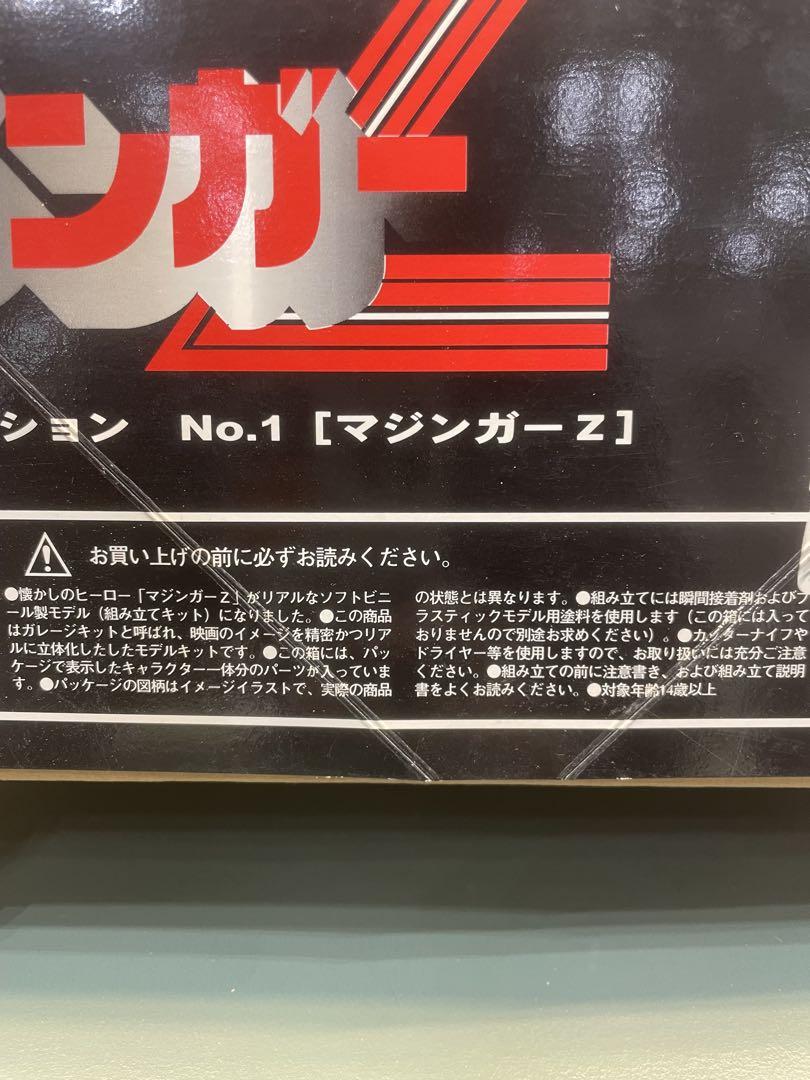 ンガー
ション No.1［マジンガーZ］
お買い上げの前に必ずお読みください。
●懐かしのヒーロー「マジンガーZ」がリアルなソフトビニ
ール製モデル（組み立てキット）になりました。●この商品
はガレージキットと呼ばれ、映画のイメージを精密かつリア
ルに立体化したしたモデルキットです。●この箱には、パッ
ケージで表示したキャラクター一体分のパーツが入っていま
す。●パッケージの図柄はイメージイラストで、実際の商品
の状態とは異なります。●組み立てには瞬間接着剤およびプ
ラスティックモデル用塗料を使用します（この箱には入って
おりませんので別途お求めください）。●カッターナイフや
ドライヤー等を使用しますので、お取り扱いには充分ご注意
ください。●組み立ての前に注意書き、および組み立て説明
書をよくお読みください。●対象年齢14歳以上